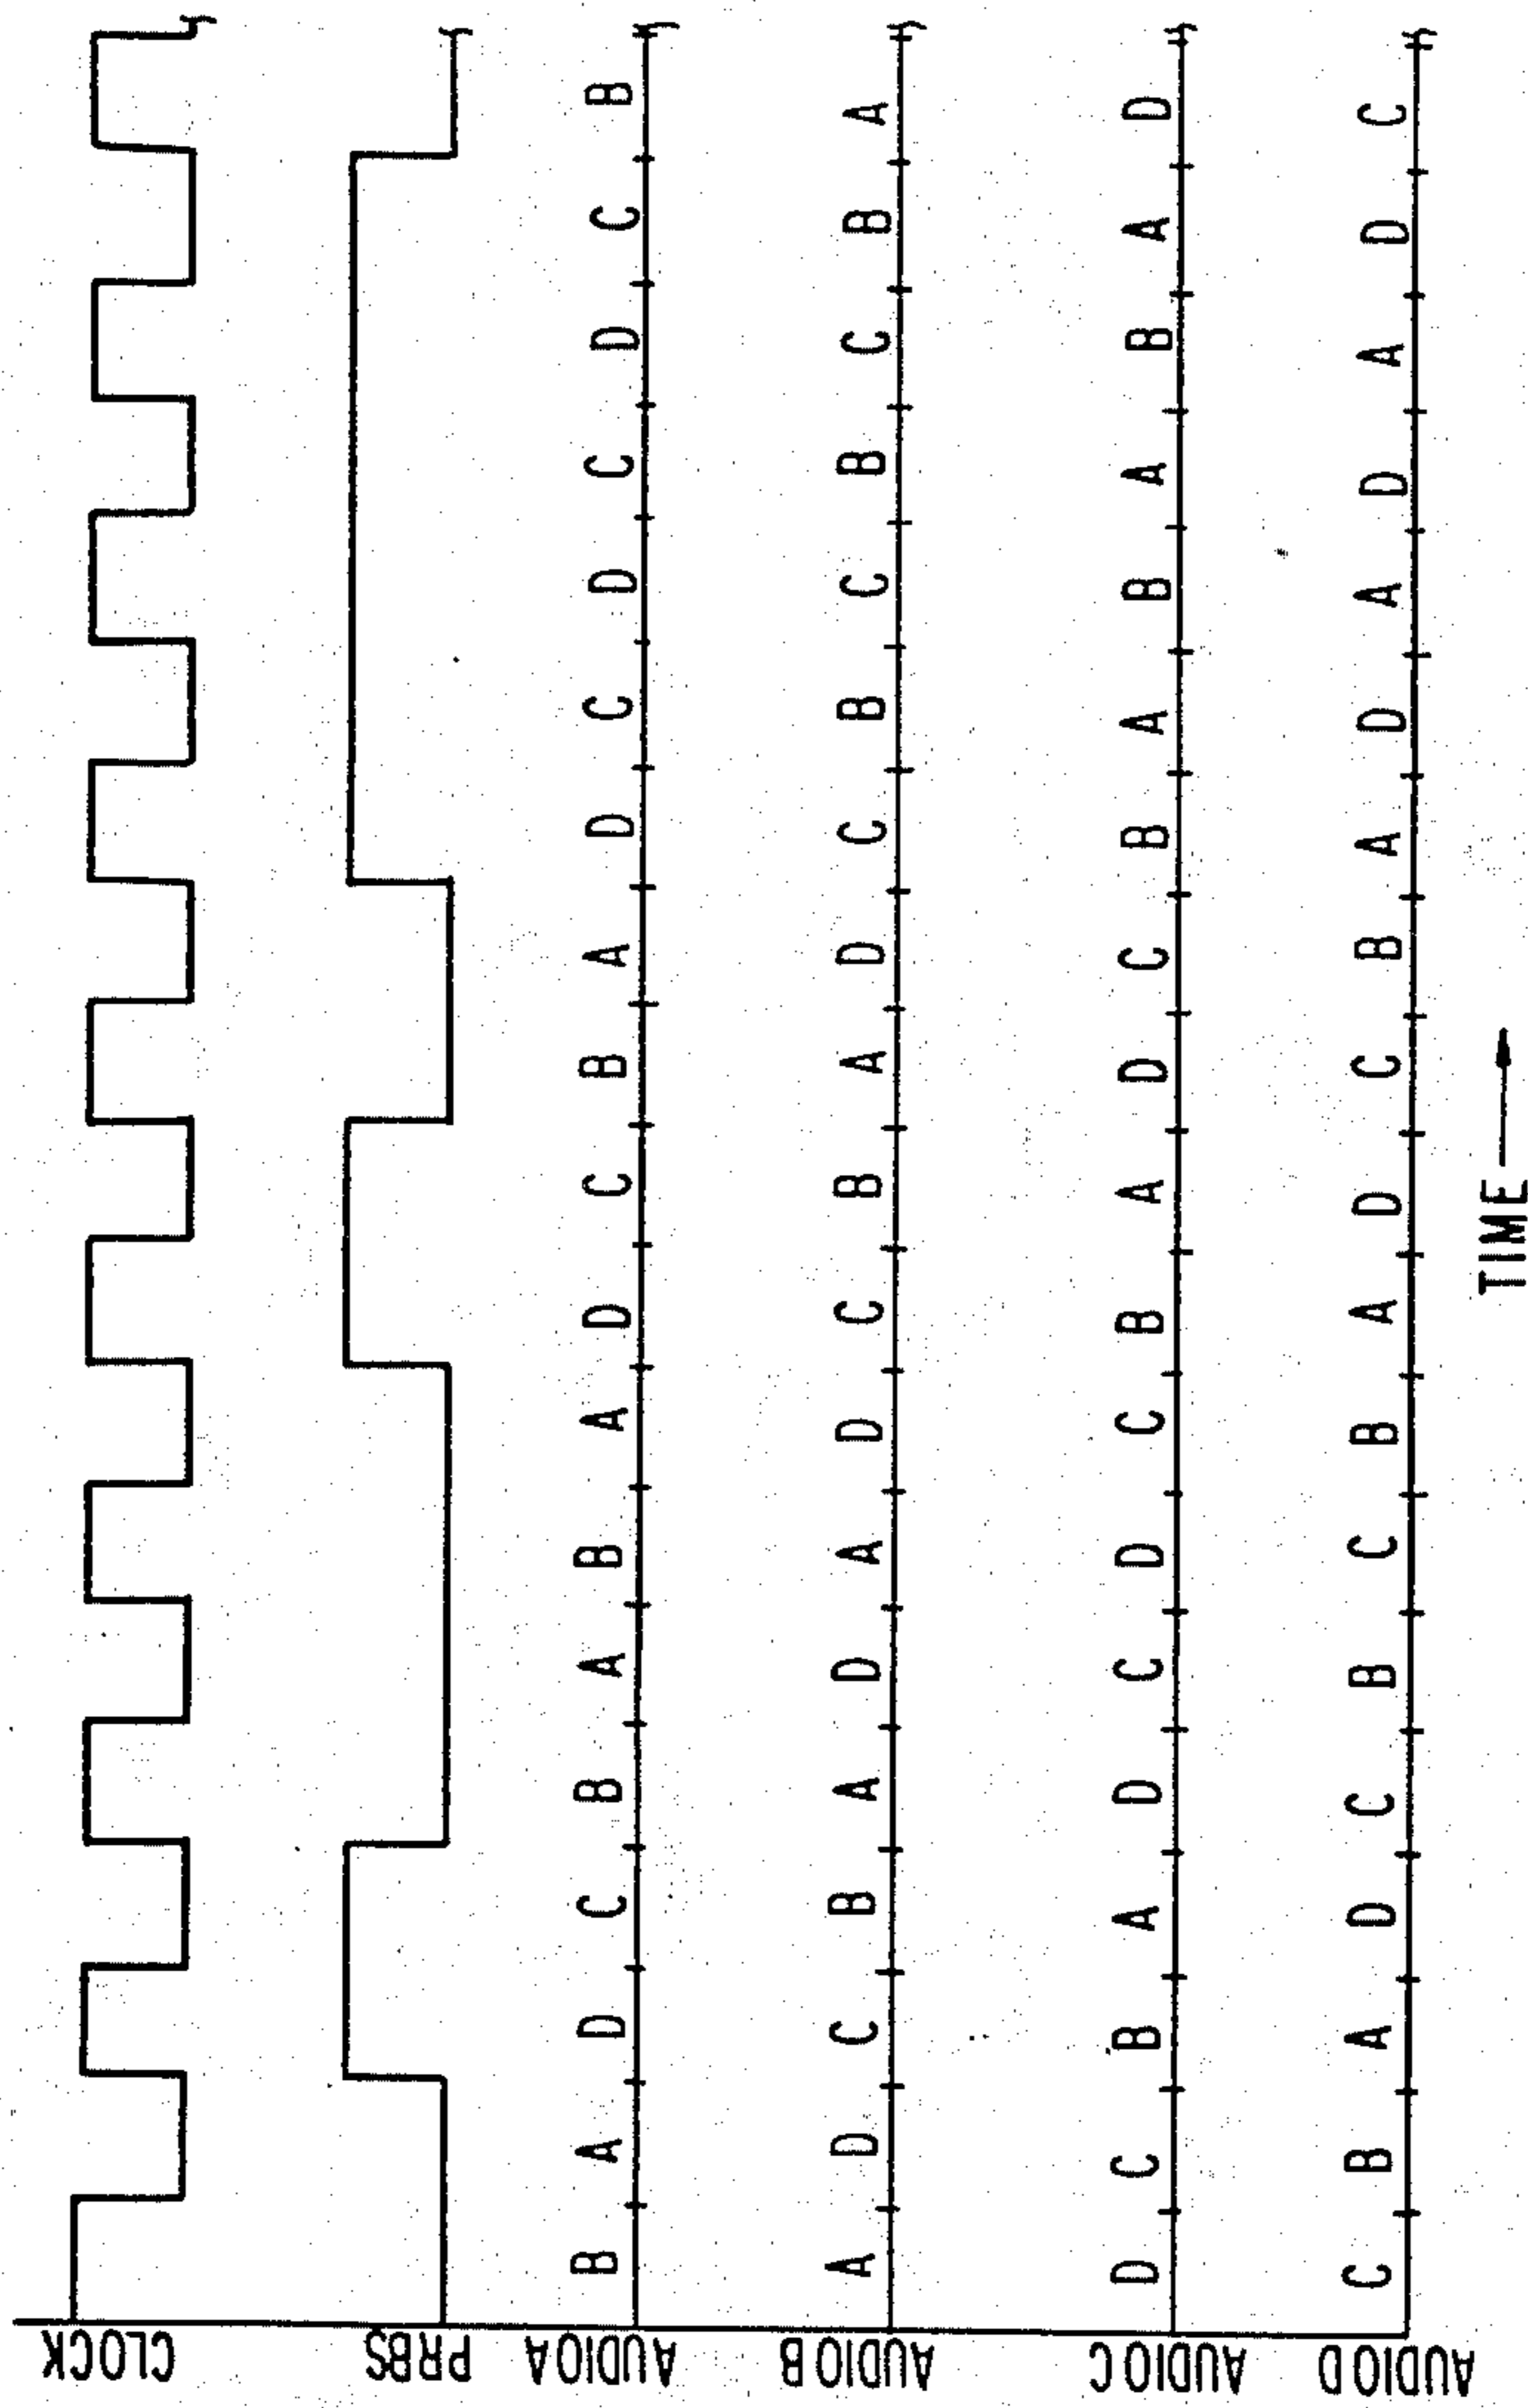 CLOCK
PRBS
AUDIO A B A D C B A B A D C B A D C D C D C B
AUDIO B A D C B A D A D C B A D C B C B C B A
AUDIO C D C B A D C D C B A D C B A B A B A D
AUDIO D C B A D C B C B A D C B A D A D A D C
TIME